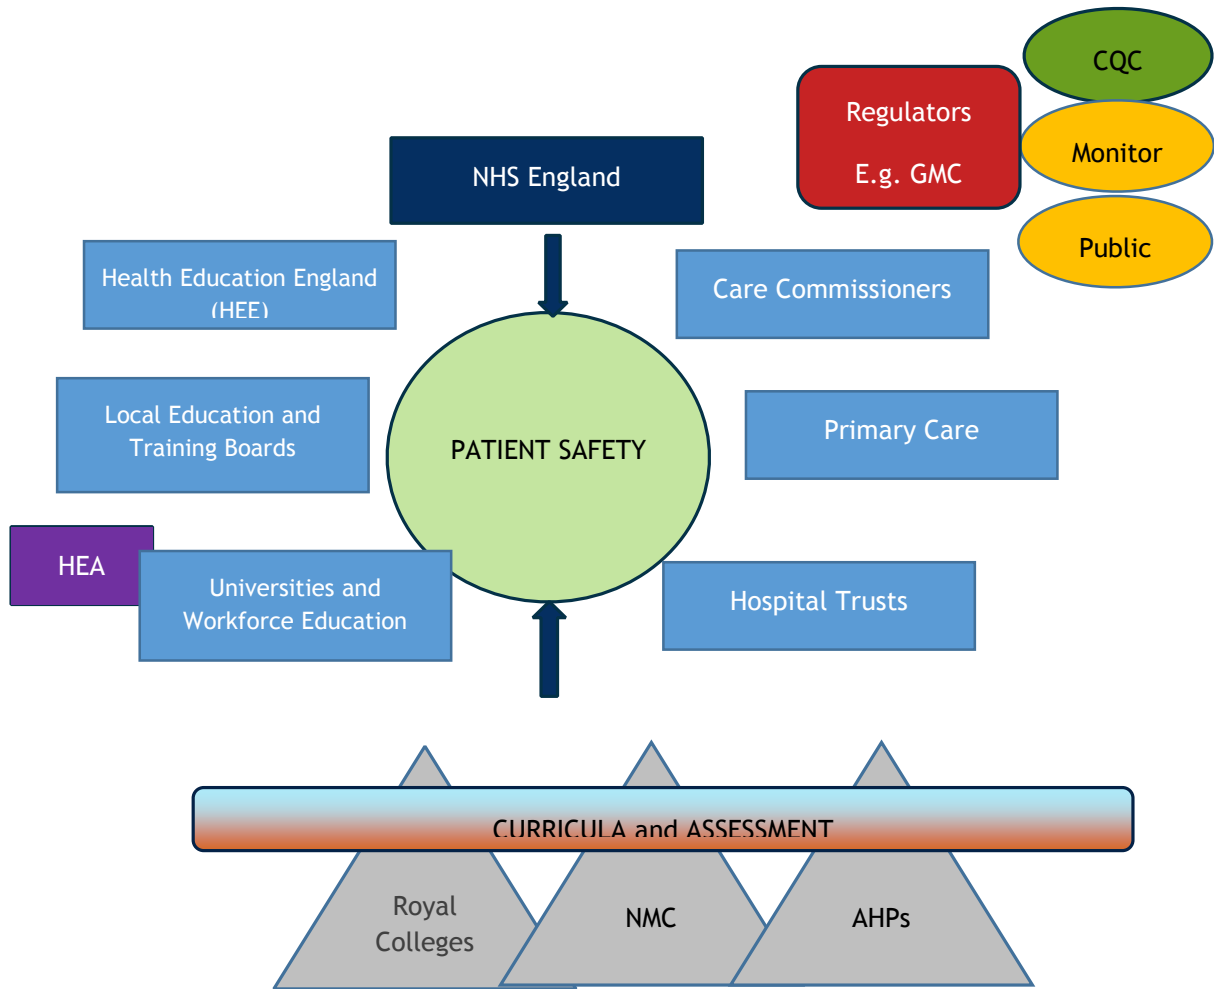 CQC
Regulators
E.g. GMC
Monitor
NHS England
Public
Health Education England
(HEE)
Care Commissioners
Local Education and
Training Boards
PATIENT SAFETY
Primary Care
HEA
Universities and
Workforce Education
Hospital Trusts
CURRICULA and ASSESSMENT
Royal
Colleges
NMC
AHPs